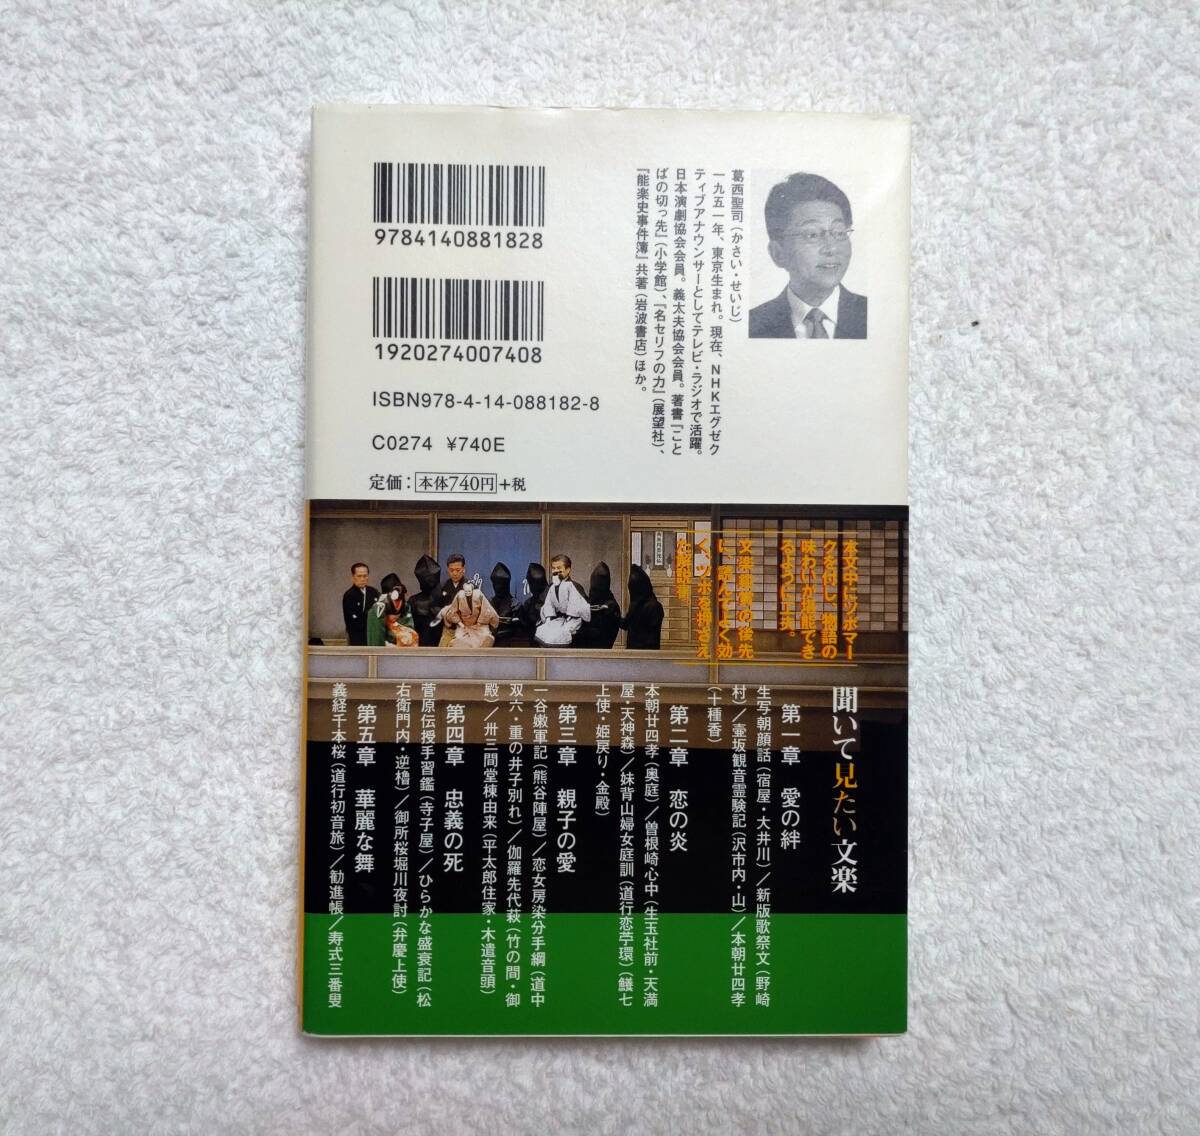 9784140881828
1920274007408
ISBN978-4-14-088182-8
C0274 ¥740E
定価：本体740円+税
葛西聖司（かさい・せいじ）
一九五一年、東京生まれ。現在、NHKエグゼク
ティブアナウンサーとしてテレビ・ラジオで活躍。
日本演劇協会会員。義太夫協会会員。著書『こと
ばの切っ先』（小学館）、『名セリフの力』（展望社）、
『能楽史事件簿』共著（岩波書店）ほか。
本文中にツボマー
クを付し、物語の
味わいが堪能でき
るように工夫。
文楽鑑賞の後先
に、読んでよく効
く、ツボを押さえ
た解説書。
聞いて見たい文楽
第一章　愛の絆
生写朝顔話（宿屋・大井川）／新版歌祭文（野崎
村）／壷坂観音霊験記（沢市内・山）／本朝廿四孝
（十種香）
第二章　恋の炎
本朝廿四孝（奥庭）／曽根崎心中（生玉社前・天満
屋・天神森）／妹背山婦女庭訓（道行恋苧環）（鱶七
上使・姫戻り・金殿）
第三章　親子の愛
一谷嫩軍記（熊谷陣屋）／恋女房染分手綱（道中
双六・重の井子別れ）／伽羅先代萩（竹の間・御
殿）／卅三間堂棟由来（平太郎住家・木遣音頭）
第四章　忠義の死
菅原伝授手習鑑（寺子屋）／ひらかな盛衰記（松
右衛門内・逆櫓）／御所桜堀川夜討（弁慶上使）
第五章　華麗な舞
義経千本桜（道行初音旅）／勧進帳／寿式三番叟